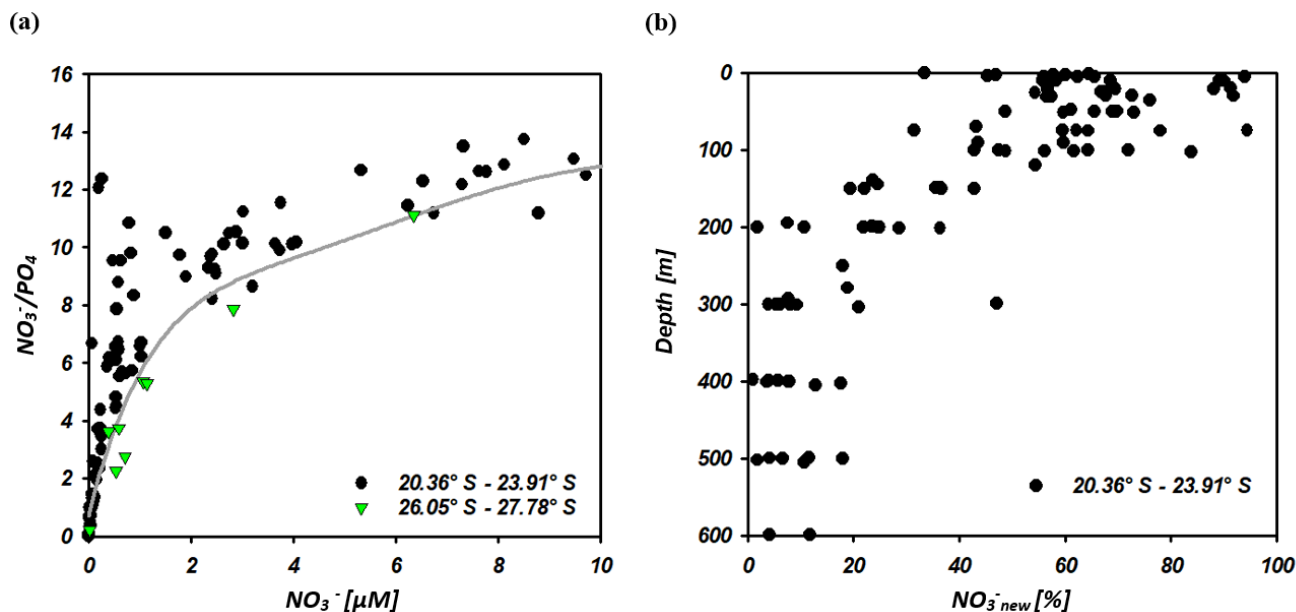 (a)
NO₃⁻/PO₄
16
14
12
10
8
6
4
2
0
0 2 4 6 8 10
NO₃⁻ [µM]
20.36° S - 23.91° S
26.05° S - 27.78° S
(b)
Depth [m]
0
100
200
300
400
500
600
0 20 40 60 80 100
NO₃⁻new [%]
20.36° S - 23.91° S